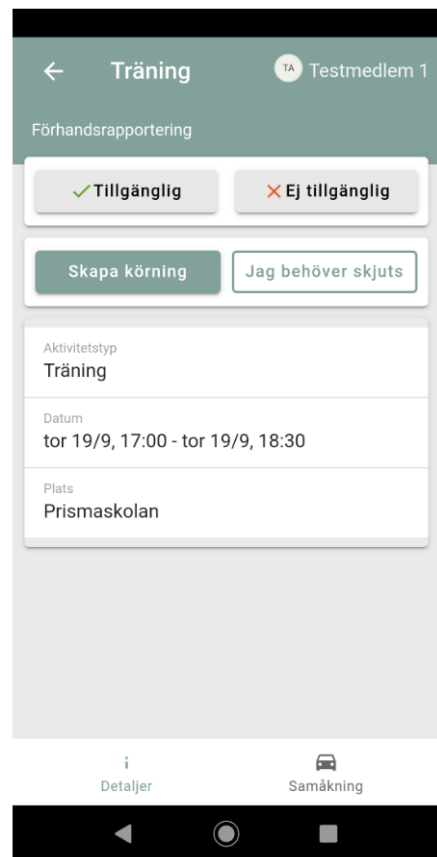 Träning
TA Testmedlem 1
Förhandsrapportering
Tillgänglig
Ej tillgänglig
Skapa körning
Jag behöver skjuts
Aktivitetstyp
Träning
Datum
tor 19/9, 17:00 - tor 19/9, 18:30
Plats
Prismaskolan
Detaljer
Samåkning